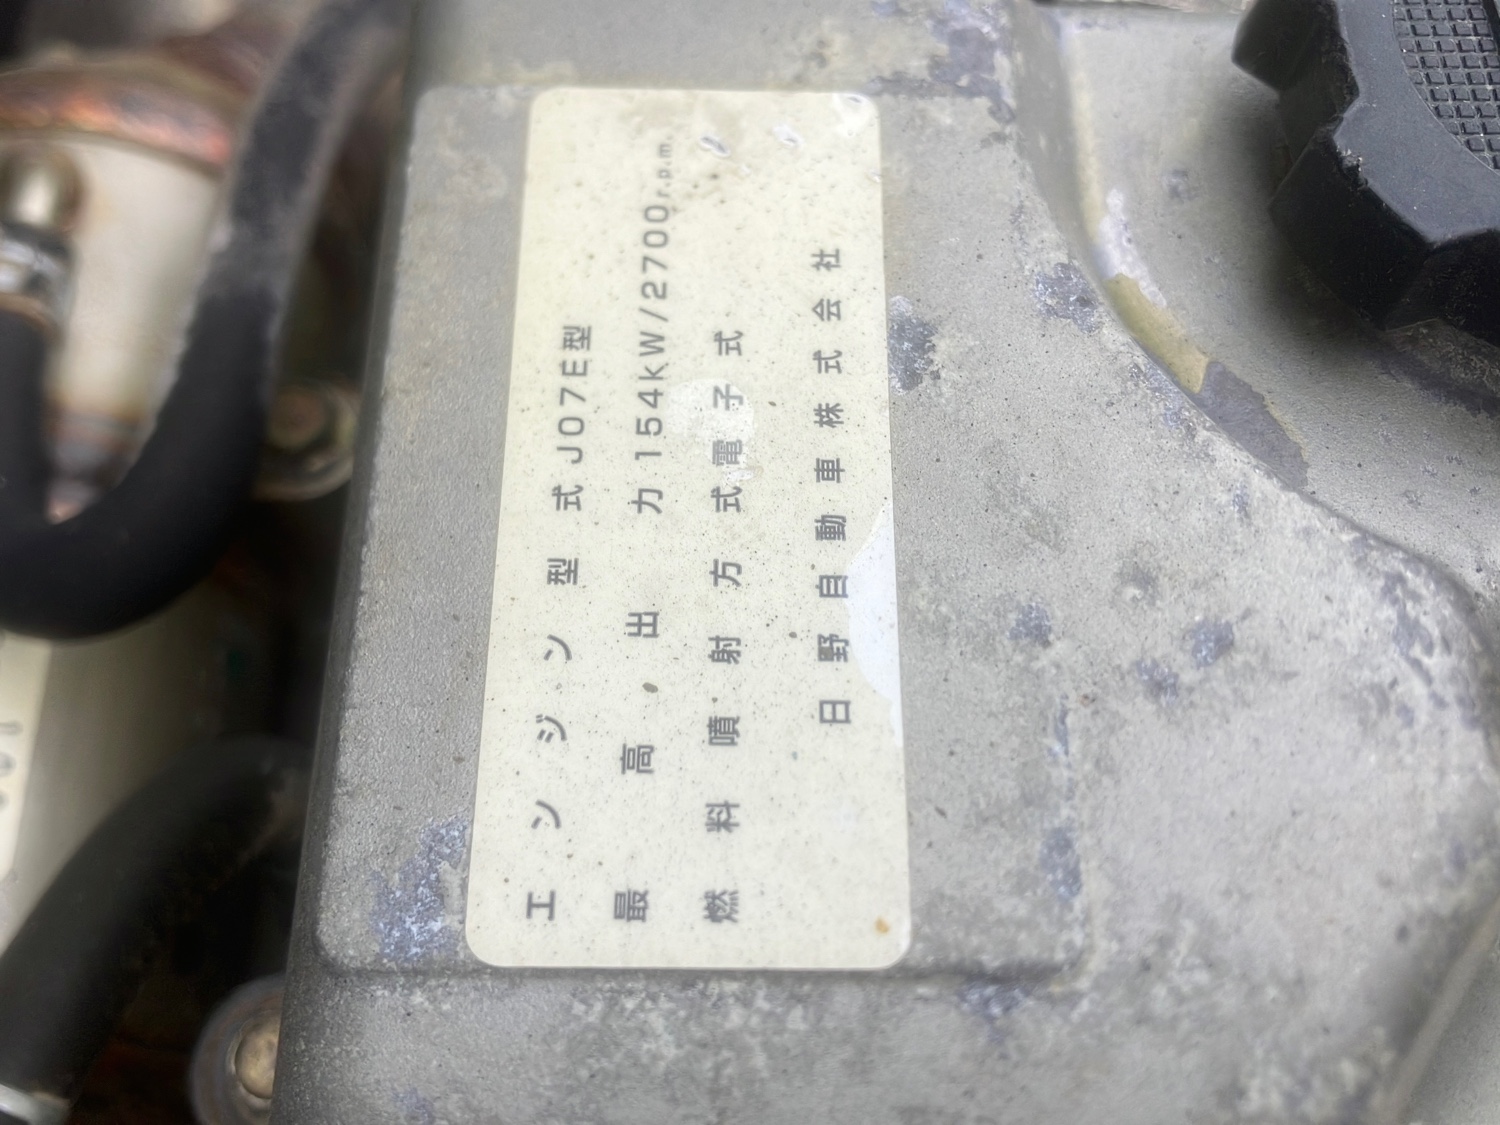 エンジン型式 J07E型
最高出力 154kW/2700r.p.m.
燃料噴射方式 電子式
日野自動車株式会社